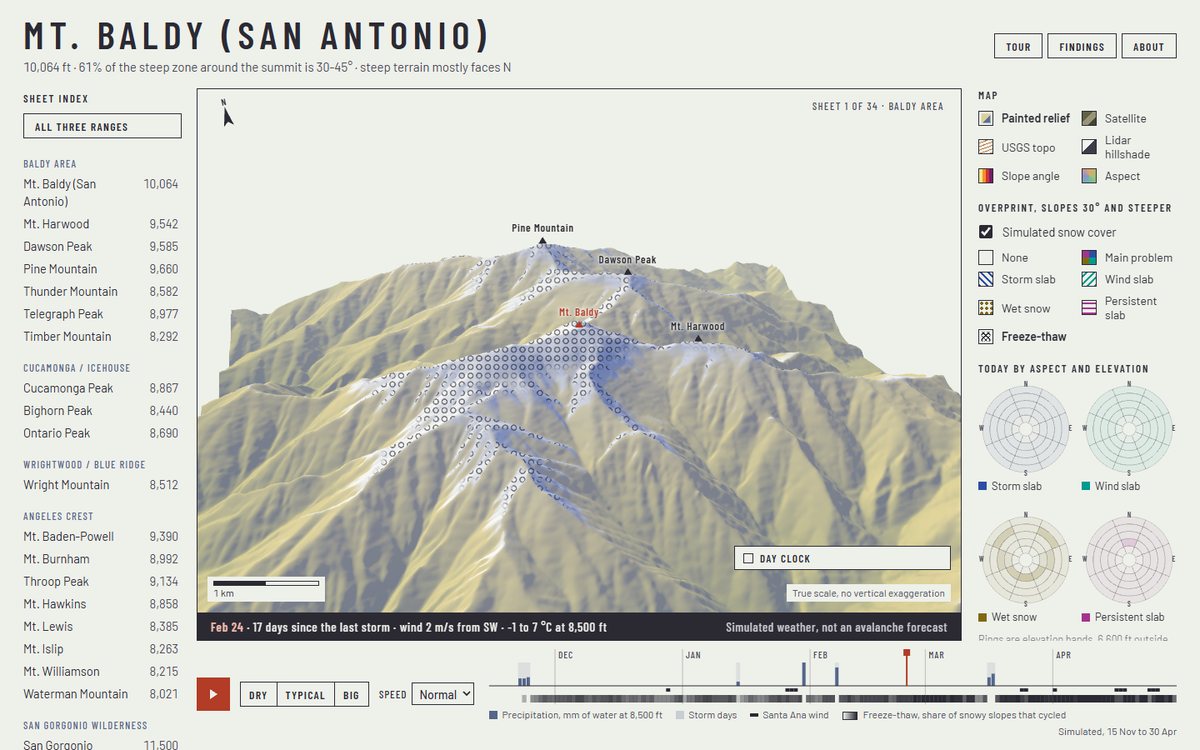 MT. BALDY (SAN ANTONIO)
10,064 ft · 61% of the steep zone around the summit is 30–45° · steep terrain mostly faces N
TOUR
FINDINGS
ABOUT
SHEET INDEX
ALL THREE RANGES
BALDY AREA
Mt. Baldy (San 10,064
Antonio)
Mt. Harwood 9,542
Dawson Peak 9,585
Pine Mountain 9,660
Thunder Mountain 8,582
Telegraph Peak 8,977
Timber Mountain 8,292
CUCAMONGA / ICEHOUSE
Cucamonga Peak 8,867
Bighorn Peak 8,440
Ontario Peak 8,690
WRIGHTWOOD / BLUE RIDGE
Wright Mountain 8,512
ANGELES CREST
Mt. Baden-Powell 9,390
Mt. Burnham 8,992
Throop Peak 9,134
Mt. Hawkins 8,858
Mt. Lewis 8,385
Mt. Islip 8,263
Mt. Williamson 8,215
Waterman Mountain 8,021
SAN GORGONIO WILDERNESS
San Gorgonio 11,500
N
SHEET 1 OF 34 · BALDY AREA
Pine Mountain
Dawson Peak
Mt. Baldy
Mt. Harwood
DAY CLOCK
1 km
True scale, no vertical exaggeration
Feb 24 · 17 days since the last storm · wind 2 m/s from SW · -1 to 7 °C at 8,500 ft
Simulated weather, not an avalanche forecast
MAP
Painted relief
Satellite
USGS topo
Lidar
hillshade
Slope angle
Aspect
OVERPRINT, SLOPES 30° AND STEEPER
Simulated snow cover
None
Main problem
Storm slab
Wind slab
Wet snow
Persistent
slab
Freeze-thaw
TODAY BY ASPECT AND ELEVATION
N
W
E
S
N
W
E
S
Storm slab
Wind slab
N
W
E
S
N
W
E
S
Wet snow
Persistent slab
Rings are elevation bands, 6,600 ft outside
DRY
TYPICAL
BIG
SPEED
Normal
DEC
JAN
FEB
MAR
APR
Precipitation, mm of water at 8,500 ft
Storm days
Santa Ana wind
Freeze-thaw, share of snowy slopes that cycled
Simulated, 15 Nov to 30 Apr